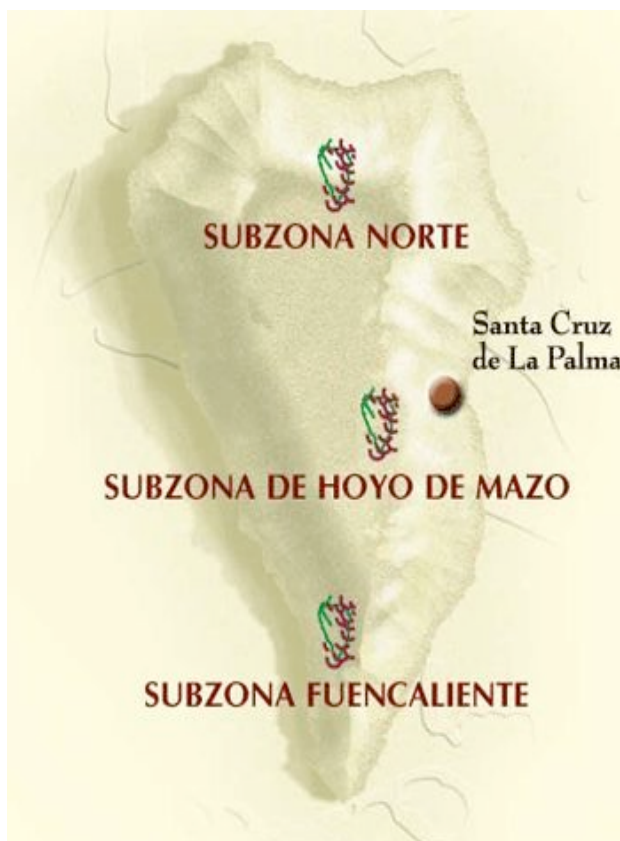 SUBZONA NORTE
Santa Cruz
de La Palma
SUBZONA DE HOYO DE MAZO
SUBZONA FUENCALIENTE